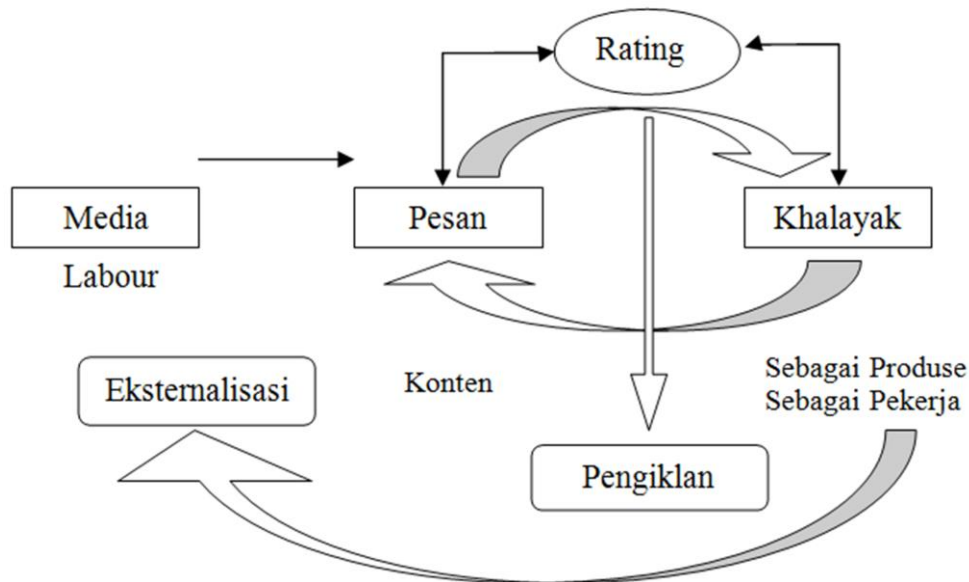 Rating
Media
Pesan
Khalayak
Labour
Eksternalisasi
Konten
Sebagai Produse
Sebagai Pekerja
Pengiklan